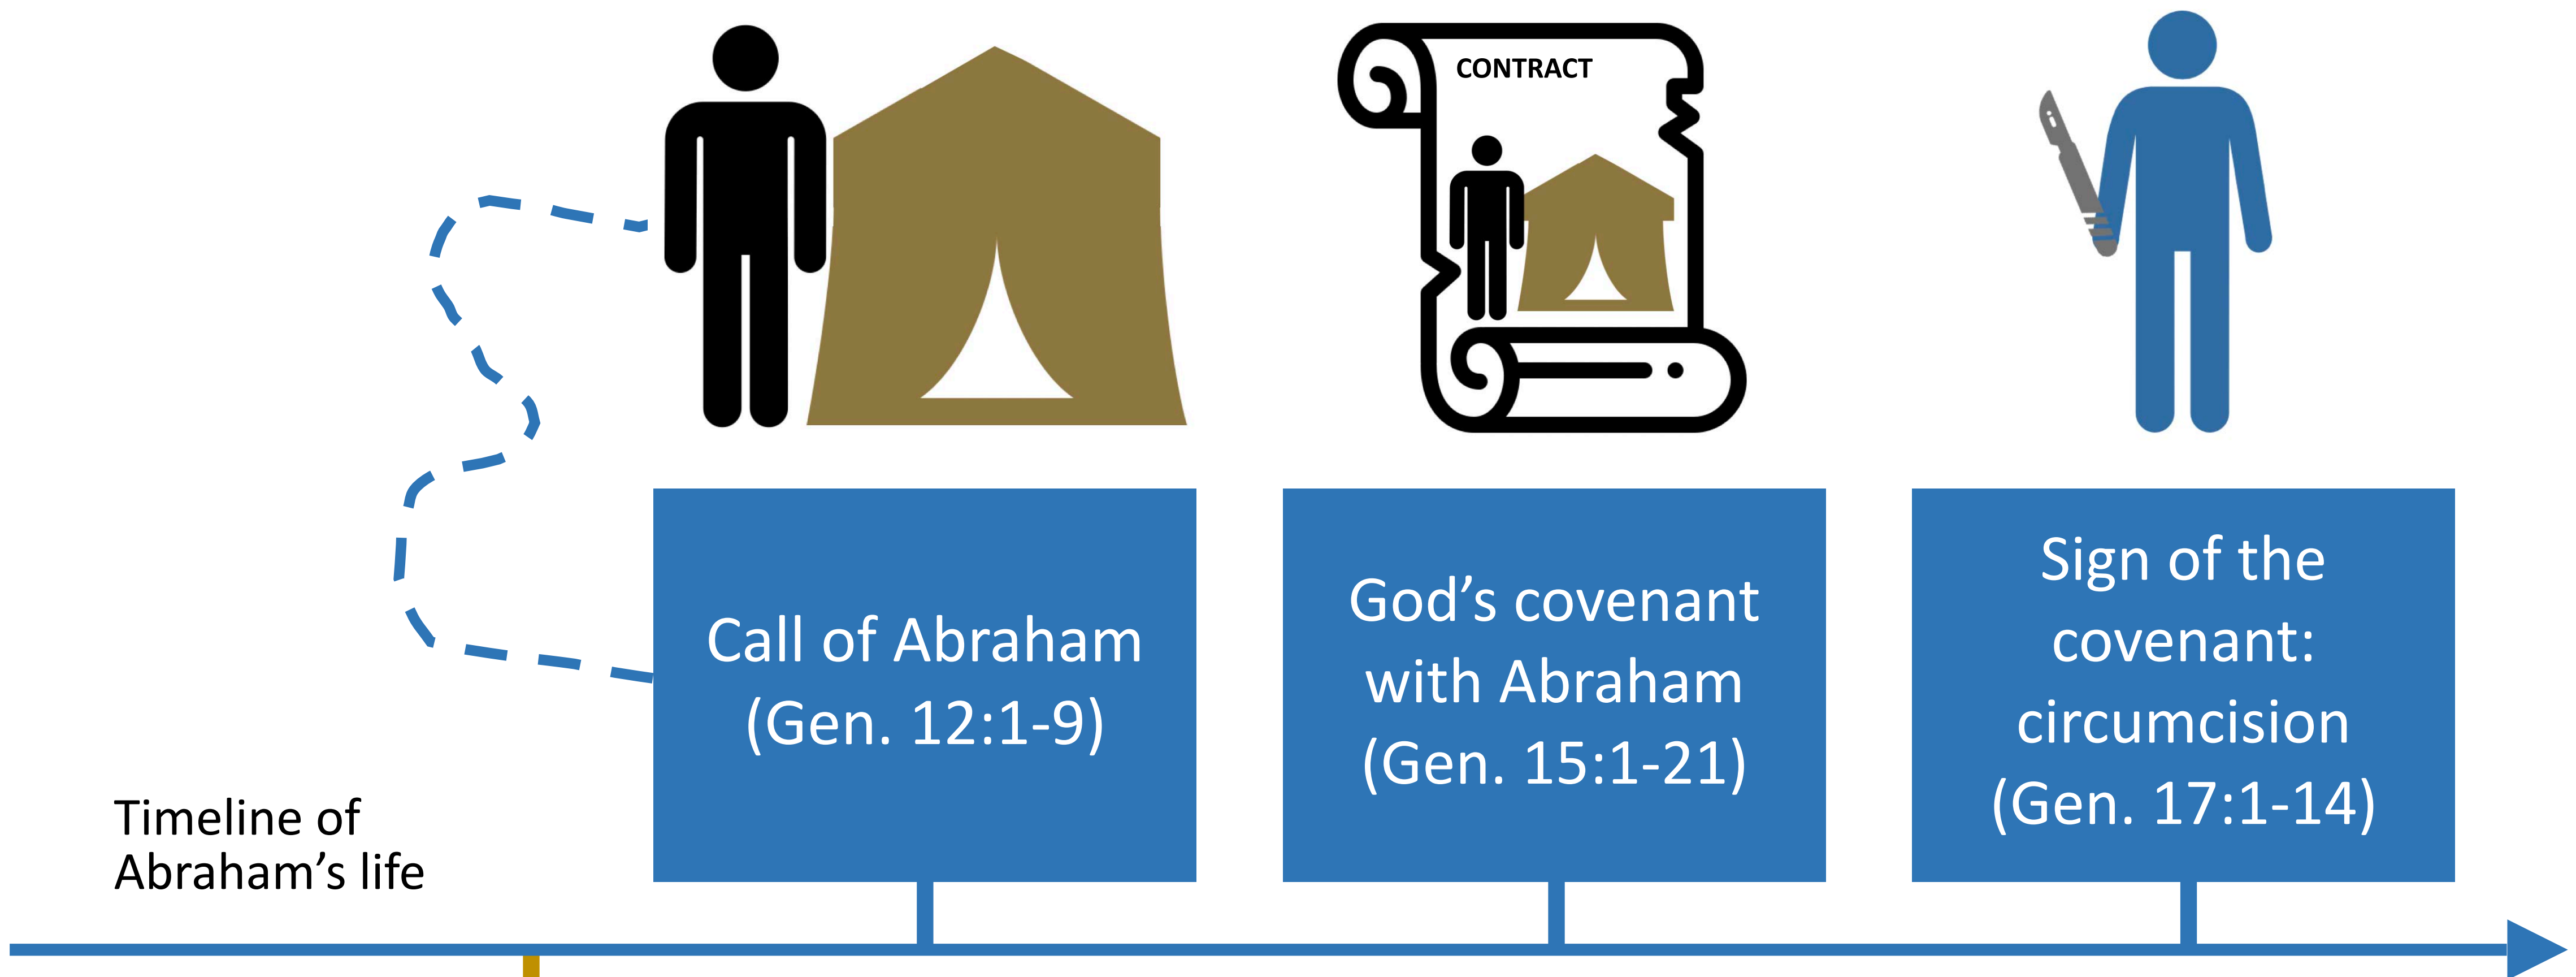 CONTRACT
Call of Abraham
(Gen. 12:1-9)
God’s covenant
with Abraham
(Gen. 15:1-21)
Sign of the
covenant:
circumcision
(Gen. 17:1-14)
Timeline of
Abraham’s life